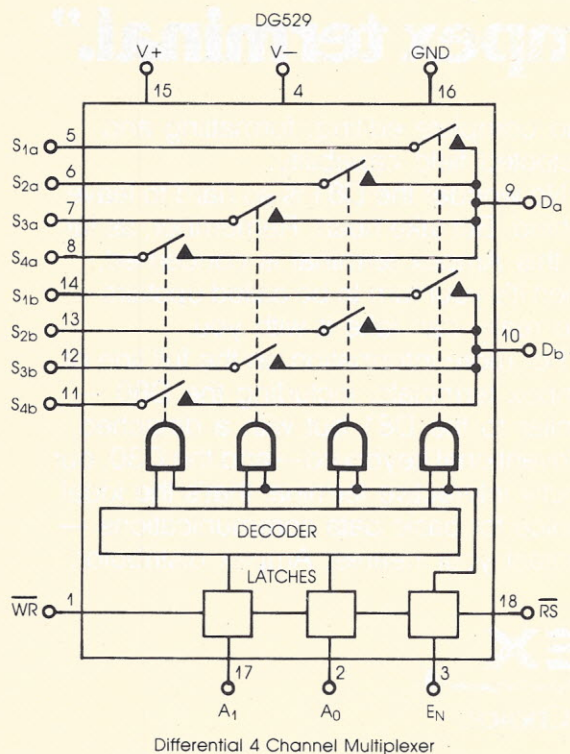 DG529
V+ V− GND
15 4 16
S1a 5
S2a 6
S3a 7
9 Da
S4a 8
S1b 14
S2b 13
10 Db
S3b 12
S4b 11
DECODER
LATCHES
WR 1
18 RS
17 2 3
A1 A0 EN
Differential 4 Channel Multiplexer